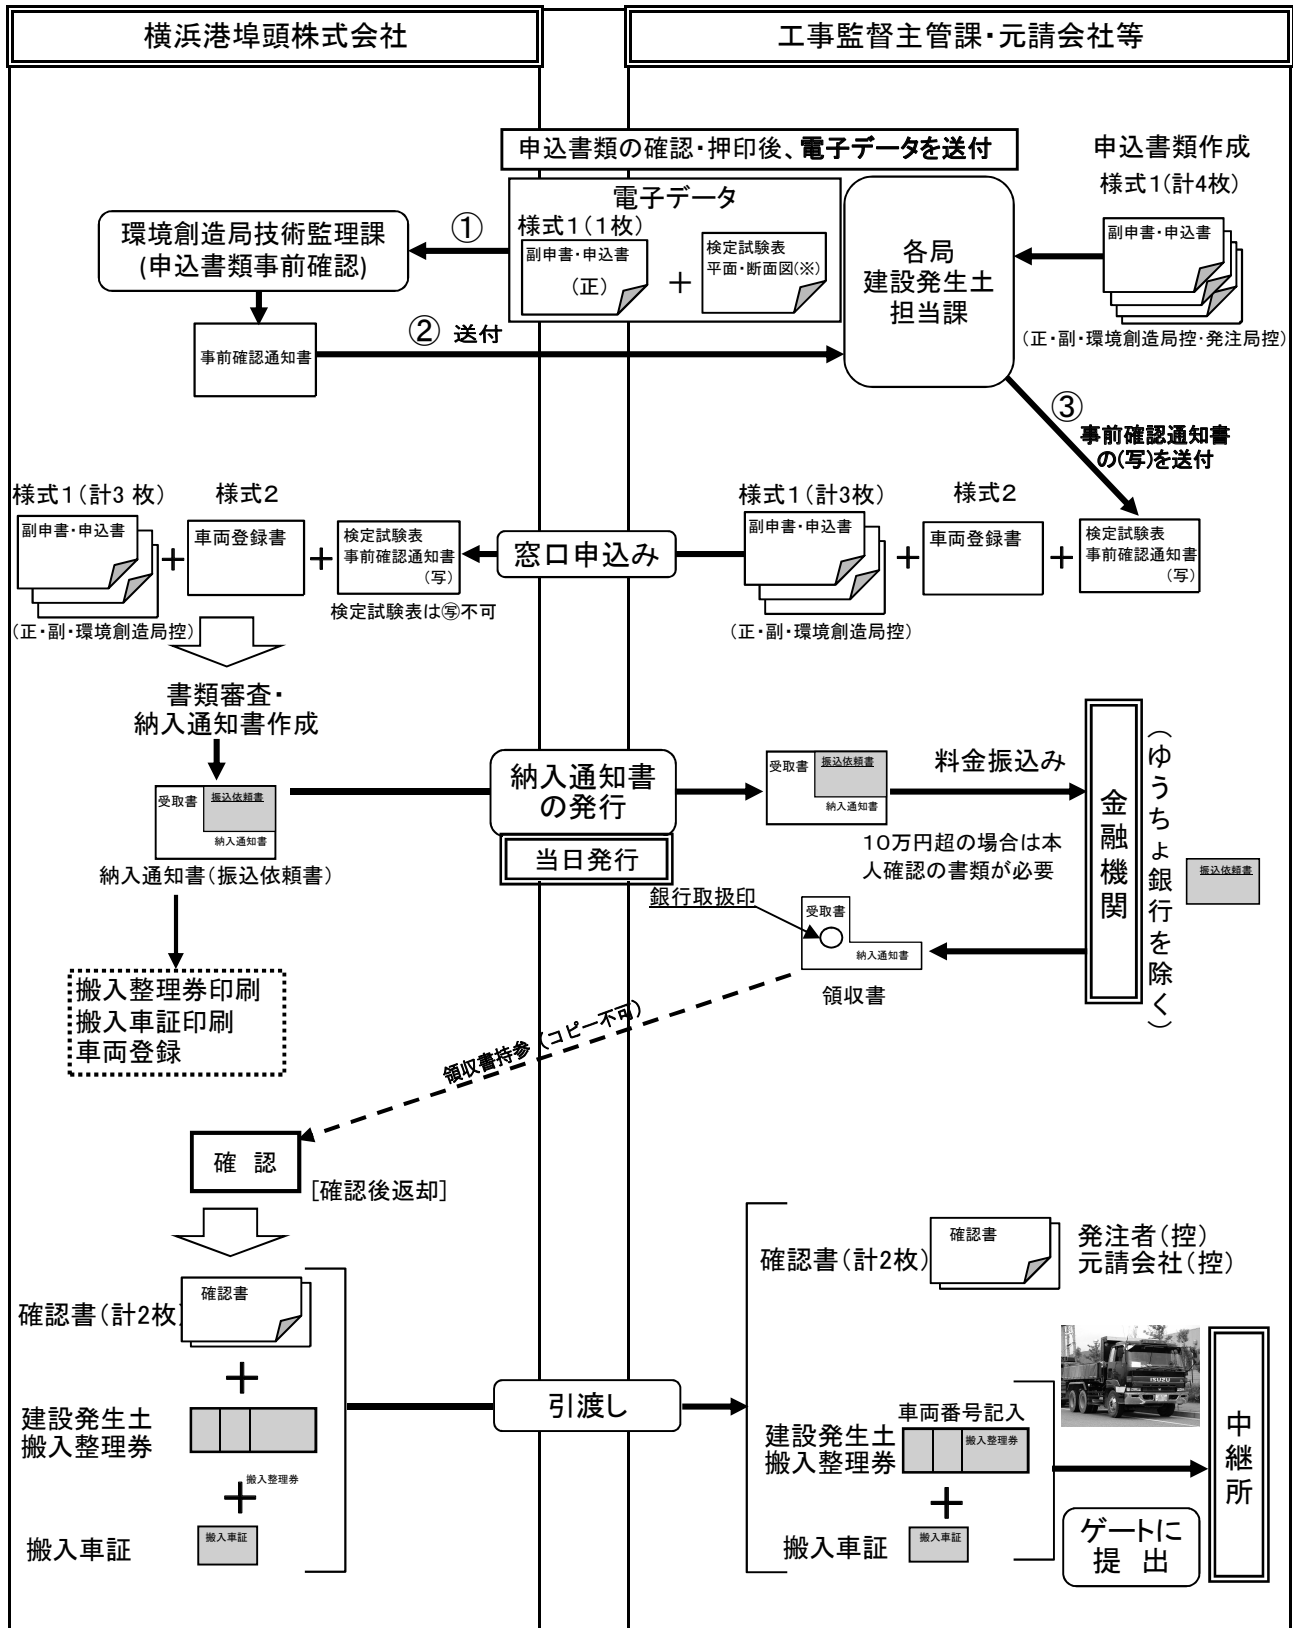 横浜港埠頭株式会社
工事監督主管課・元請会社等
申込書類の確認・押印後、電子データを送付
申込書類作成
様式1(計4枚)
副申書・申込書
(正・副・環境創造局控・発注局控)
電子データ
様式1(1枚)
副申書・申込書
(正)
+
検定試験表
平面・断面図(※)
各局
建設発生土
担当課
①
環境創造局技術監理課
(申込書類事前確認)
事前確認通知書
② 送付
③
事前確認通知書
の(写)を送付
様式1(計3枚)
副申書・申込書
(正・副・環境創造局控)
+
様式2
車両登録書
+
検定試験表
事前確認通知書
(写)
検定試験表は㊢不可
窓口申込み
様式1(計3枚)
副申書・申込書
(正・副・環境創造局控)
+
様式2
車両登録書
+
検定試験表
事前確認通知書
(写)
書類審査・
納入通知書作成
受取書
振込依頼書
納入通知書
納入通知書(振込依頼書)
納入通知書
の発行
当日発行
受取書
振込依頼書
納入通知書
料金振込み
10万円超の場合は本
人確認の書類が必要
金融機関
(ゆうちょ銀行を除く)
振込依頼書
銀行取扱印
受取書
納入通知書
領収書
搬入整理券印刷
搬入車証印刷
車両登録
領収書持参(コピー不可)
確 認
[確認後返却]
確認書(計2枚)
確認書
+
建設発生土
搬入整理券
搬入整理券
+
搬入車証
搬入車証
引渡し
確認書(計2枚)
確認書
発注者(控)
元請会社(控)
車両番号記入
建設発生土
搬入整理券
搬入整理券
+
搬入車証
搬入車証
ISUZU
ゲートに
提 出
中継所